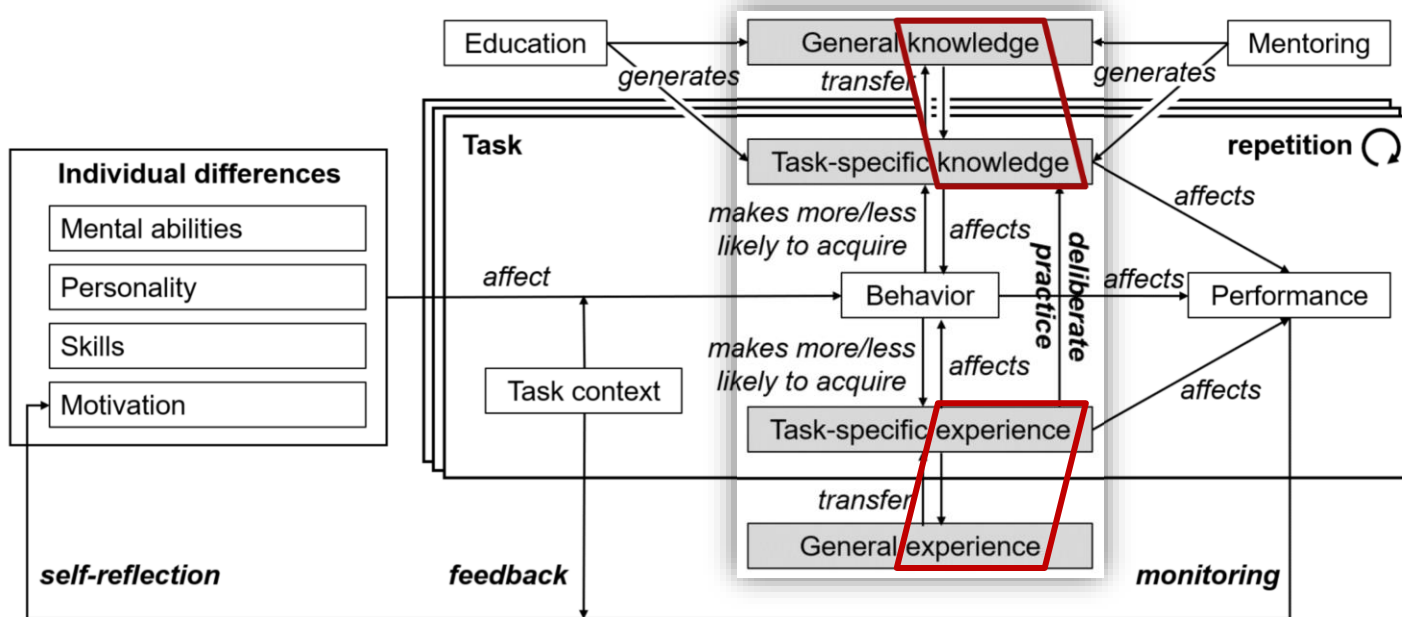 Education
General knowledge
Mentoring
generates
transfer
generates
Task
Task-specific knowledge
repetition
Individual differences
Mental abilities
Personality
Skills
Motivation
makes more/less
likely to acquire
affects
deliberate
practice
affects
affect
Behavior
affects
Performance
makes more/less
likely to acquire
affects
affects
Task context
Task-specific experience
transfer
General experience
self-reflection
feedback
monitoring